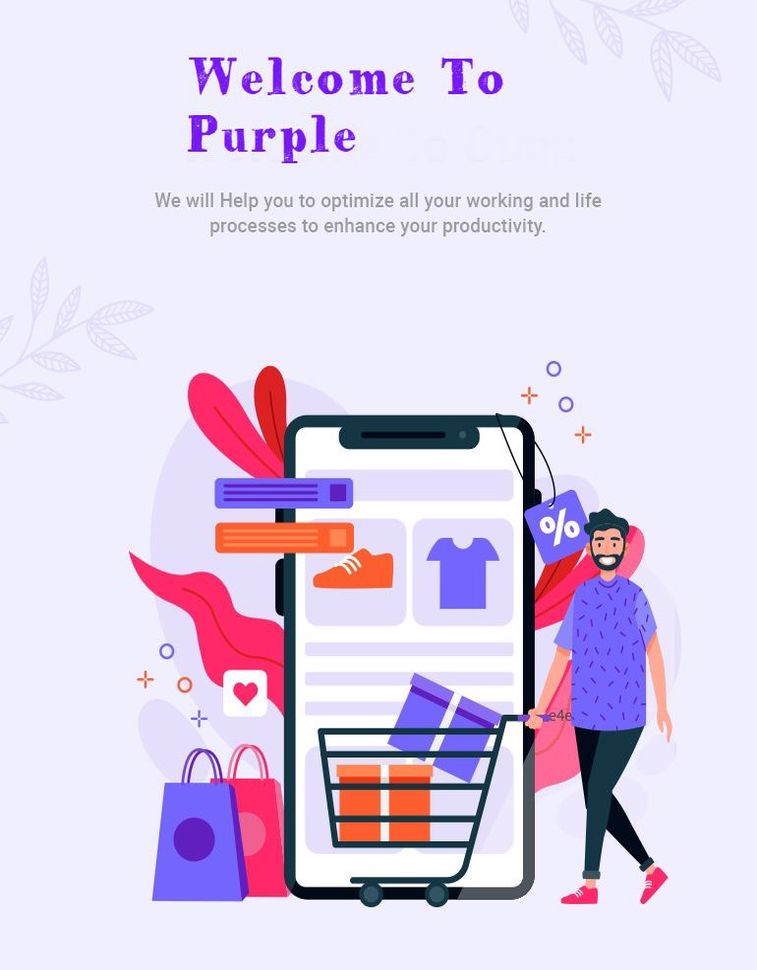 Welcome To
Purple
We will Help you to optimize all your working and life
processes to enhance your productivity.
%
e4e